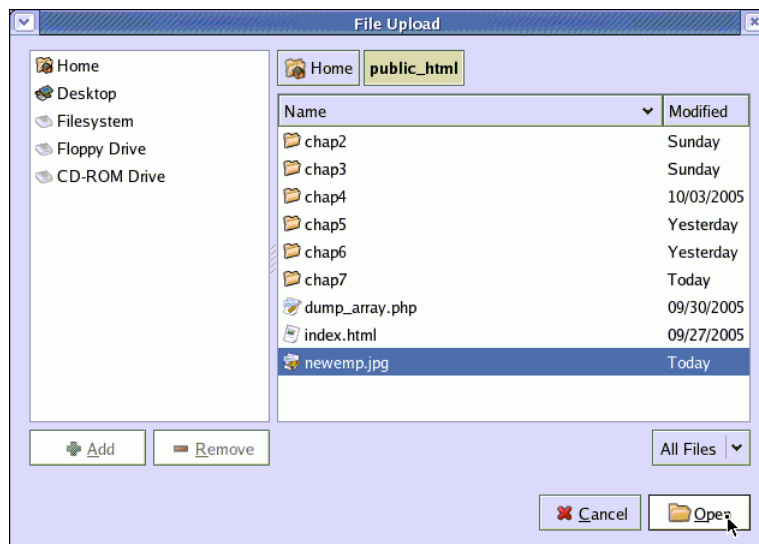 File Upload
Home
Desktop
Filesystem
Floppy Drive
CD-ROM Drive
Home public_html
Name Modified
chap2 Sunday
chap3 Sunday
chap4 10/03/2005
chap5 Yesterday
chap6 Yesterday
chap7 Today
dump_array.php 09/30/2005
index.html 09/27/2005
newemp.jpg Today
Add Remove
All Files
Cancel Open